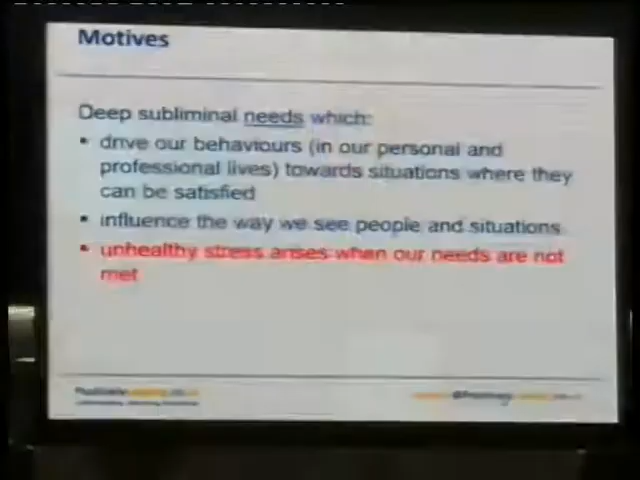 Motives
Deep subliminal needs which:
• drive our behaviours (in our personal and
professional lives) towards situations where they
can be satisfied
• influence the way we see people and situations
• unhealthy stress arises when our needs are not
met